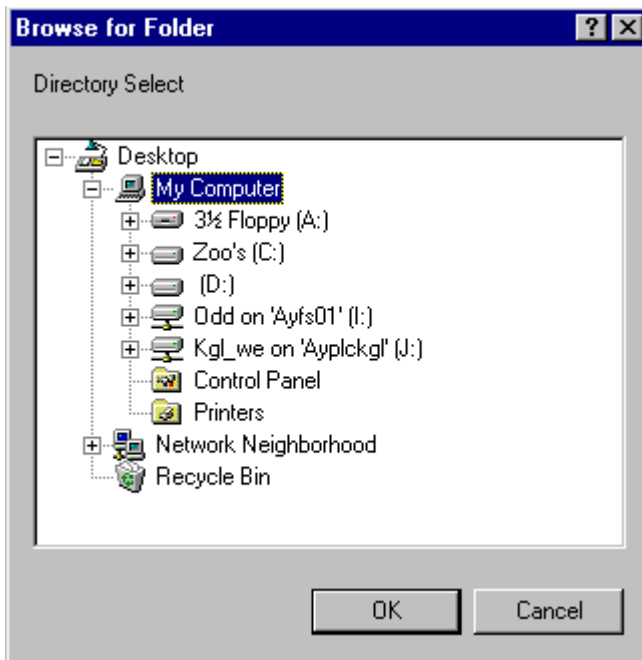 Browse for Folder
Directory Select
Desktop
My Computer
3½ Floppy (A:)
Zoo's (C:)
(D:)
Odd on 'Ayfs01' (I:)
Kgl_we on 'Ayplckgl' (J:)
Control Panel
Printers
Network Neighborhood
Recycle Bin
OK Cancel